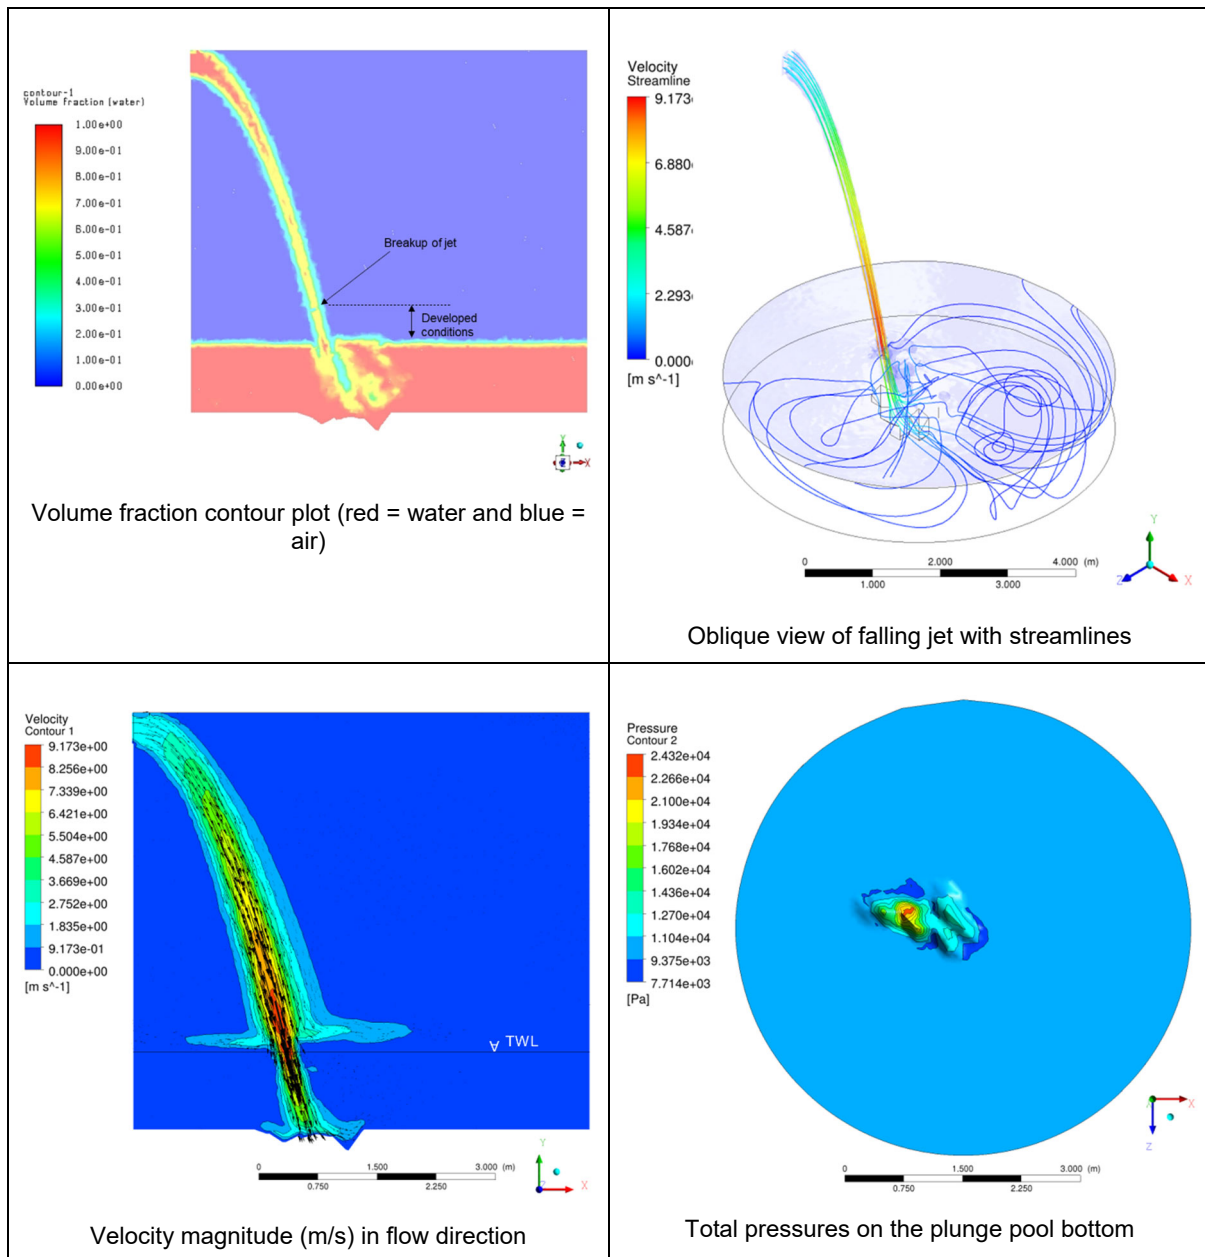 contour-1
Volume fraction (water)
1.00e+00
9.00e-01
8.00e-01
7.00e-01
6.00e-01
5.00e-01
4.00e-01
3.00e-01
2.00e-01
1.00e-01
0.00e+00
Breakup of jet
Developed
conditions
Y
X
Volume fraction contour plot (red = water and blue =
air)
Velocity
Streamline
9.173
6.880
4.587
2.293
0.000
[m s^-1]
0 2.000 4.000 (m)
1.000 3.000
Y
Z X
Oblique view of falling jet with streamlines
Velocity
Contour 1
9.173e+00
8.256e+00
7.339e+00
6.421e+00
5.504e+00
4.587e+00
3.669e+00
2.752e+00
1.835e+00
9.173e-01
0.000e+00
[m s^-1]
TWL
0 1.500 3.000 (m)
0.750 2.250
Y
Z X
Velocity magnitude (m/s) in flow direction
Pressure
Contour 2
2.432e+04
2.266e+04
2.100e+04
1.934e+04
1.768e+04
1.602e+04
1.436e+04
1.270e+04
1.104e+04
9.375e+03
7.714e+03
[Pa]
X
Z
0 1.500 3.000 (m)
0.750 2.250
Total pressures on the plunge pool bottom